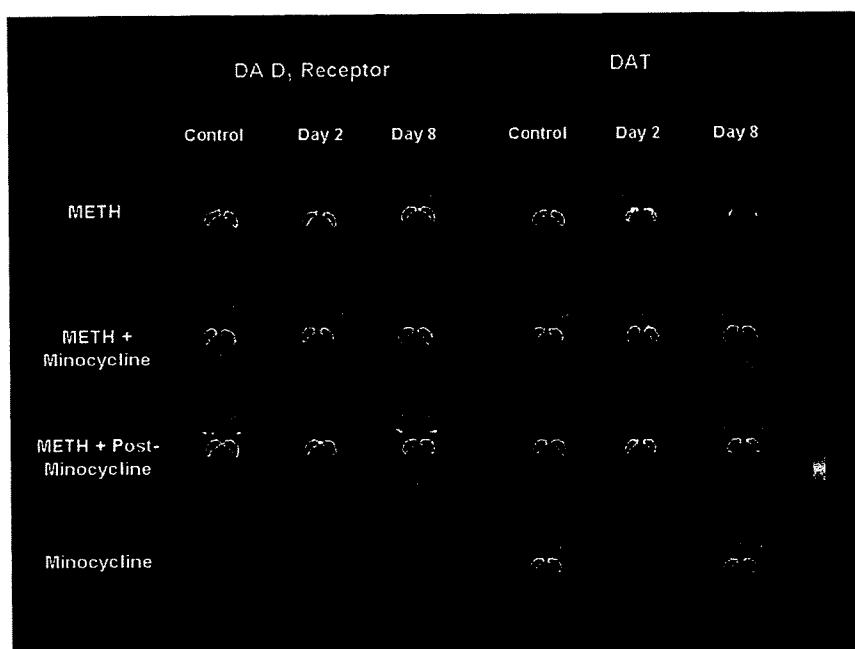 DA D1 Receptor
DAT
Control Day 2 Day 8 Control Day 2 Day 8
METH
METH +
Minocycline
METH + Post-
Minocycline
Minocycline